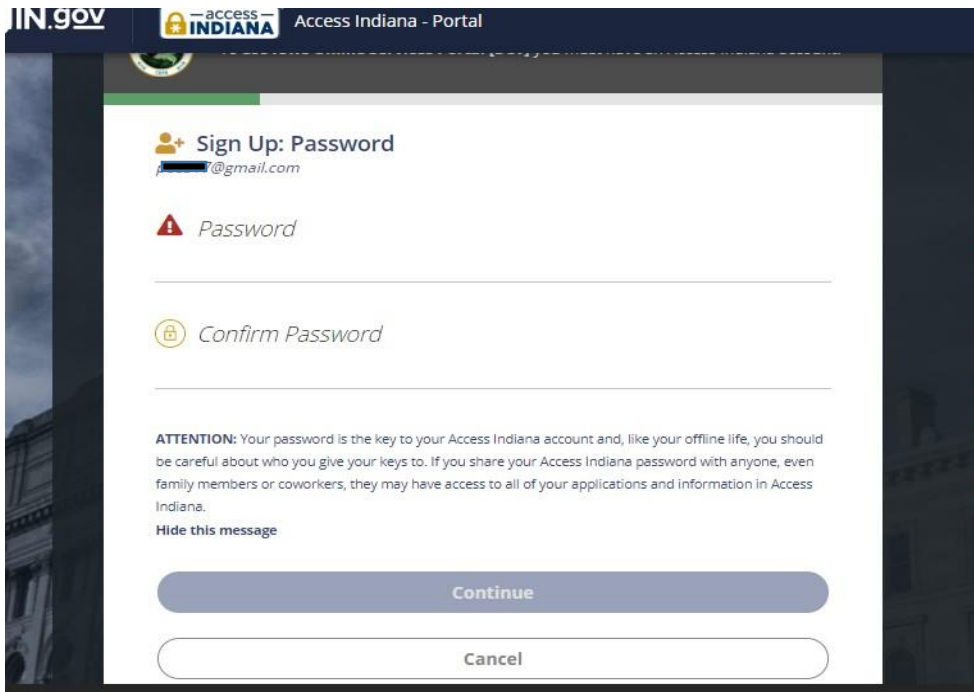 IN.gov
access
INDIANA
Access Indiana - Portal
Sign Up: Password
@gmail.com
Password
Confirm Password
ATTENTION: Your password is the key to your Access Indiana account and, like your offline life, you should
be careful about who you give your keys to. If you share your Access Indiana password with anyone, even
family members or coworkers, they may have access to all of your applications and information in Access
Indiana.
Hide this message
Continue
Cancel